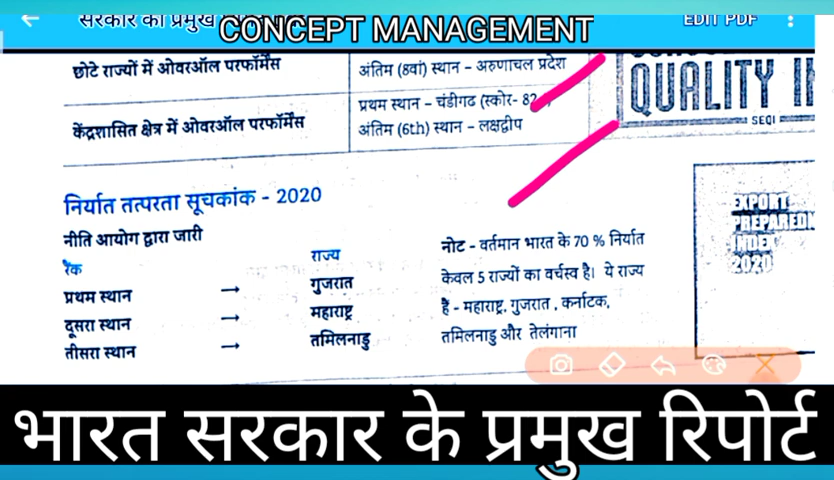 सरकार की प्रमुख
CONCEPT MANAGEMENT
EDIT PDF
छोटे राज्यों में ओवरऑल परफॉर्मेंस
अंतिम (8वां) स्थान – अरुणाचल प्रदेश
केंद्रशासित क्षेत्र में ओवरऑल परफॉर्मेंस
प्रथम स्थान – चंडीगढ (स्कोर-
अंतिम (6th) स्थान – लक्षद्वीप
QUALITY
SEQI
निर्यात तत्परता सूचकांक - 2020
नीति आयोग द्वारा जारी
रैंक
राज्य
प्रथम स्थान → गुजरात
दूसरा स्थान → महाराष्ट्र
तीसरा स्थान → तमिलनाडु
नोट - वर्तमान भारत के 70 % निर्यात
केवल 5 राज्यों का वर्चस्व है। ये राज्य
हैं - महाराष्ट्र, गुजरात , कर्नाटक,
तमिलनाडु और तेलंगाना
EXPORT
INDEX
2020
भारत सरकार के प्रमुख रिपोर्ट